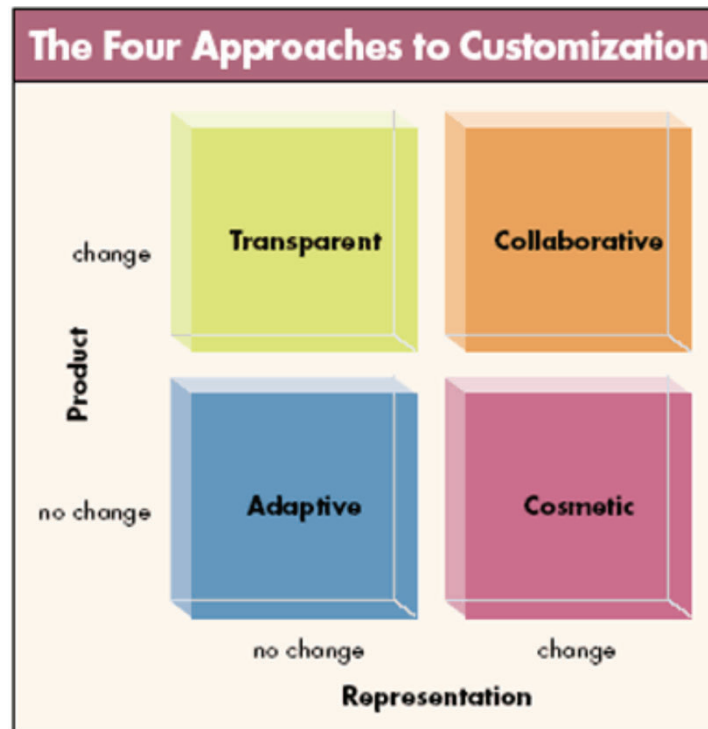 The Four Approaches to Customization
change
Transparent
Collaborative
Product
no change
Adaptive
Cosmetic
no change
change
Representation